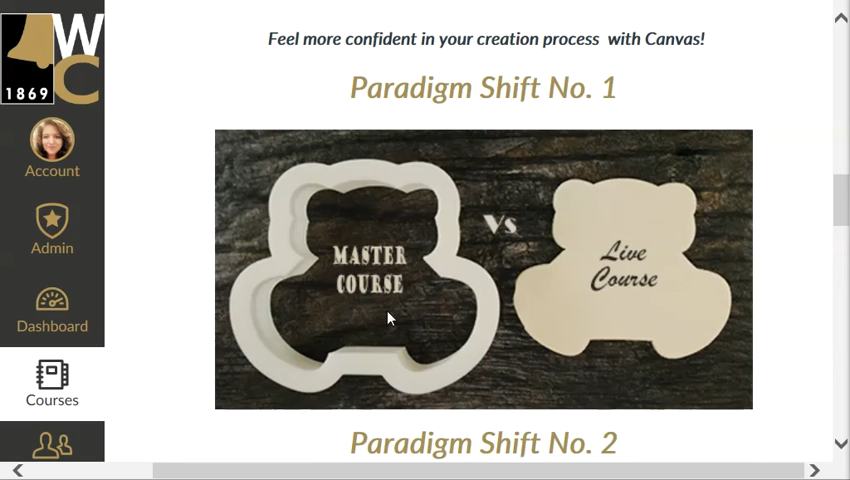 WC
1869
Account
Admin
Dashboard
Courses
Feel more confident in your creation process with Canvas!
Paradigm Shift No. 1
MASTER
COURSE
Vs
Live
Course
Paradigm Shift No. 2